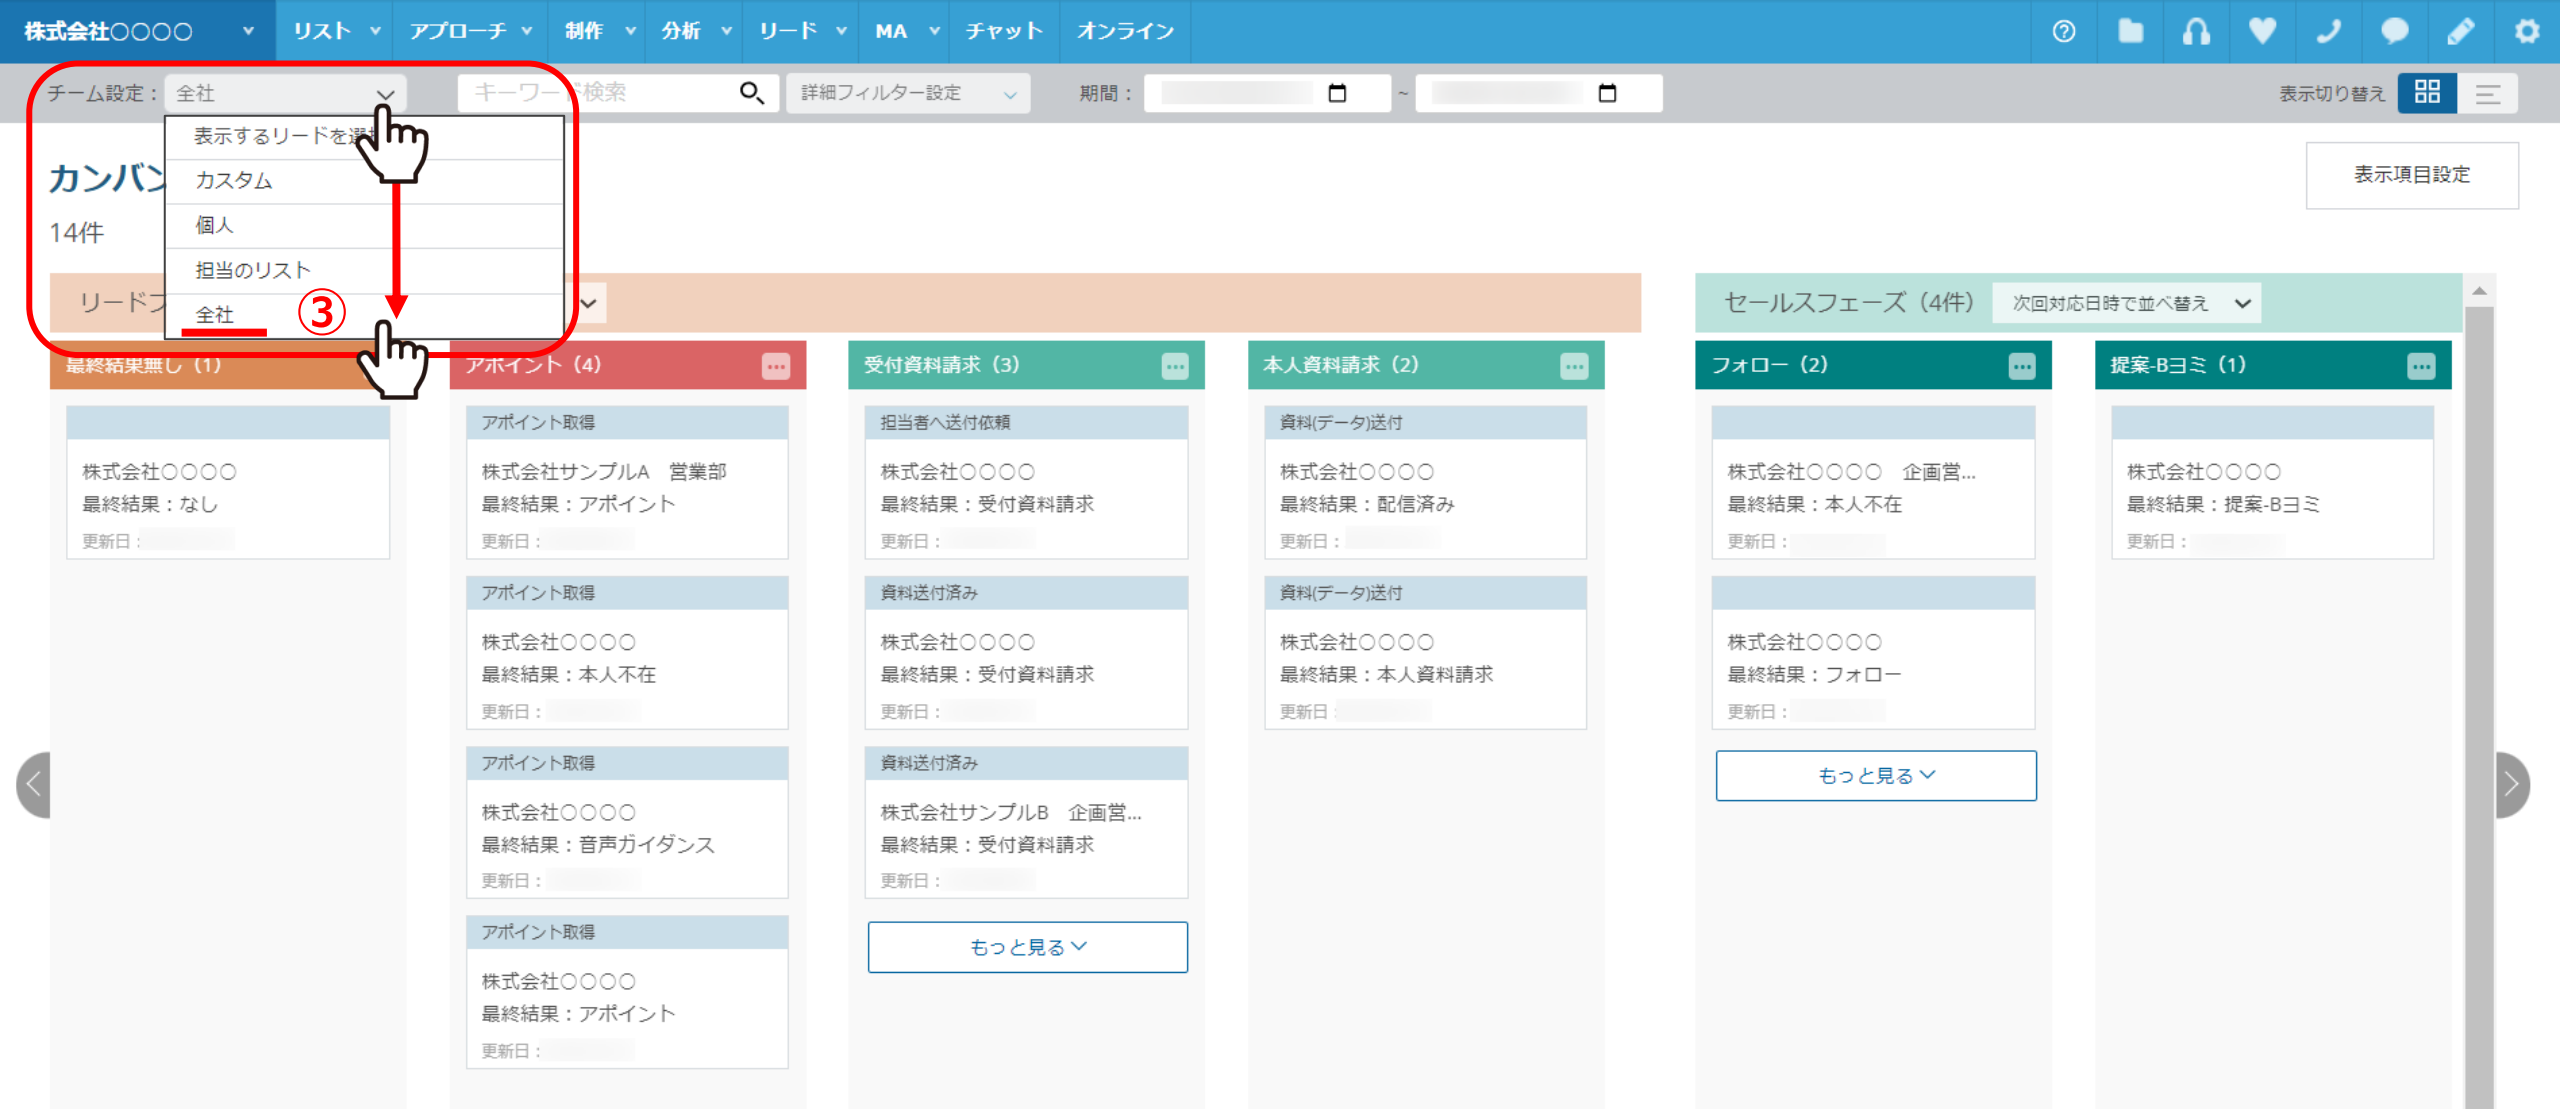 株式会社○○○○
リスト
アプローチ
制作
分析
リード
MA
チャット
オンライン
チーム設定：
全社
キーワード検索
詳細フィルター設定
期間：
~
表示切り替え
表示するリードを選
カスタム
個人
担当のリスト
全社
③
カンバン
14件
表示項目設定
リードフ
セールスフェーズ（4件）
次回対応日時で並べ替え
最終結果無し（1）
アポイント（4）
受付資料請求（3）
本人資料請求（2）
フォロー（2）
提案-Bヨミ（1）
株式会社○○○○
最終結果：なし
更新日：
アポイント取得
株式会社サンプルA　営業部
最終結果：アポイント
更新日：
アポイント取得
株式会社○○○○
最終結果：本人不在
更新日：
アポイント取得
株式会社○○○○
最終結果：音声ガイダンス
更新日：
アポイント取得
株式会社○○○○
最終結果：アポイント
更新日：
担当者へ送付依頼
株式会社○○○○
最終結果：受付資料請求
更新日：
資料送付済み
株式会社○○○○
最終結果：受付資料請求
更新日：
資料送付済み
株式会社サンプルB　企画営...
最終結果：受付資料請求
更新日：
もっと見る
資料(データ)送付
株式会社○○○○
最終結果：配信済み
更新日：
資料(データ)送付
株式会社○○○○
最終結果：本人資料請求
更新日：
株式会社○○○○　企画営...
最終結果：本人不在
更新日：
株式会社○○○○
最終結果：フォロー
更新日：
もっと見る
株式会社○○○○
最終結果：提案-Bヨミ
更新日：